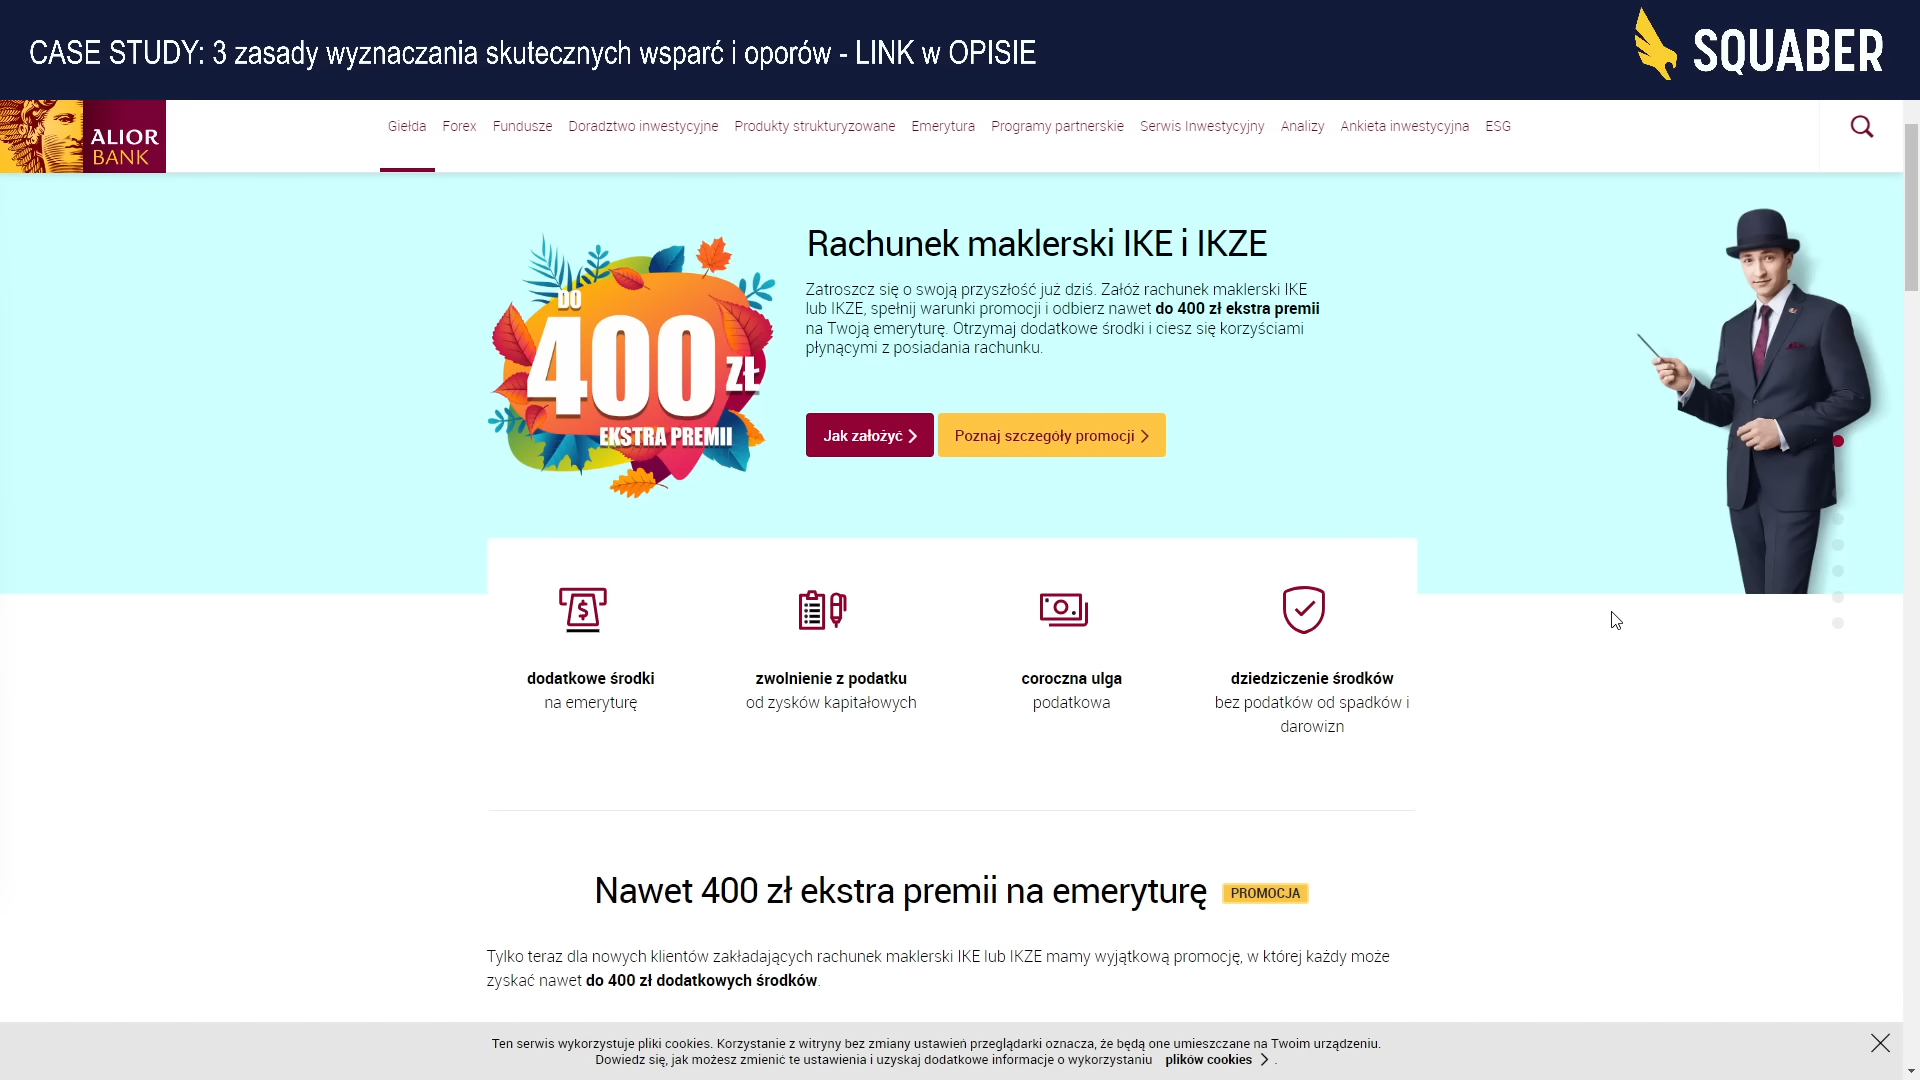 CASE STUDY: 3 zasady wyznaczania skutecznych wsparć i oporów - LINK w OPISIE
SQUABER
ALIOR
BANK
Giełda Forex Fundusze Doradztwo inwestycyjne Produkty strukturyzowane Emerytura Programy partnerskie Serwis Inwestycyjny Analizy Ankieta inwestycyjna ESG
DO
400 ZŁ
EKSTRA PREMII
Rachunek maklerski IKE i IKZE
Zatroszcz się o swoją przyszłość już dziś. Załóż rachunek maklerski IKE
lub IKZE, spełnij warunki promocji i odbierz nawet do 400 zł ekstra premii
na Twoją emeryturę. Otrzymaj dodatkowe środki i ciesz się korzyściami
płynącymi z posiadania rachunku.
Jak założyć
Poznaj szczegóły promocji
dodatkowe środki
na emeryturę
zwolnienie z podatku
od zysków kapitałowych
coroczna ulga
podatkowa
dziedziczenie środków
bez podatków od spadków i
darowizn
Nawet 400 zł ekstra premii na emeryturę PROMOCJA
Tylko teraz dla nowych klientów zakładających rachunek maklerski IKE lub IKZE mamy wyjątkową promocję, w której każdy może
zyskać nawet do 400 zł dodatkowych środków.
Ten serwis wykorzystuje pliki cookies. Korzystanie z witryny bez zmiany ustawień przeglądarki oznacza, że będą one umieszczane na Twoim urządzeniu.
Dowiedz się, jak możesz zmienić te ustawienia i uzyskaj dodatkowe informacje o wykorzystaniu plików cookies .